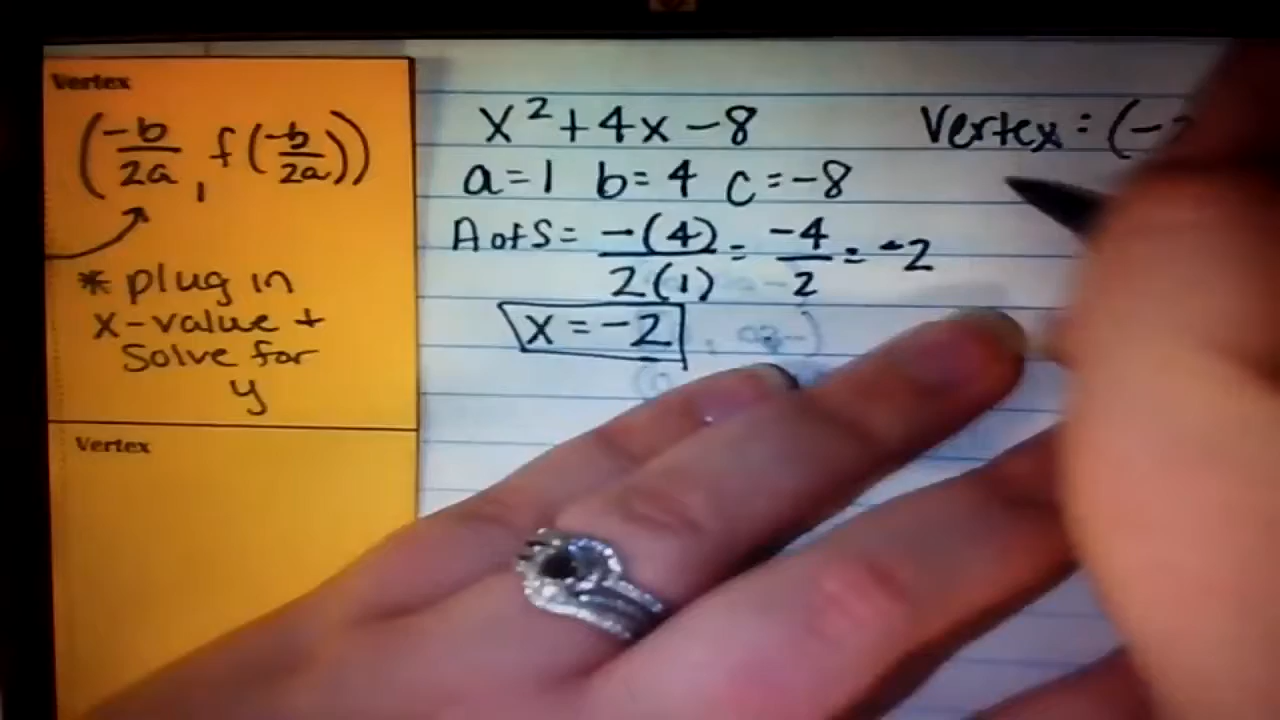 Vertex
(-b/2a, f(-b/2a))
* plug in
x-value +
Solve for
y
Vertex
x² + 4x - 8
a = 1 b = 4 c = -8
A of S = -(4)/2(1) = -4/2 = -2
x = -2
Vertex: (-2